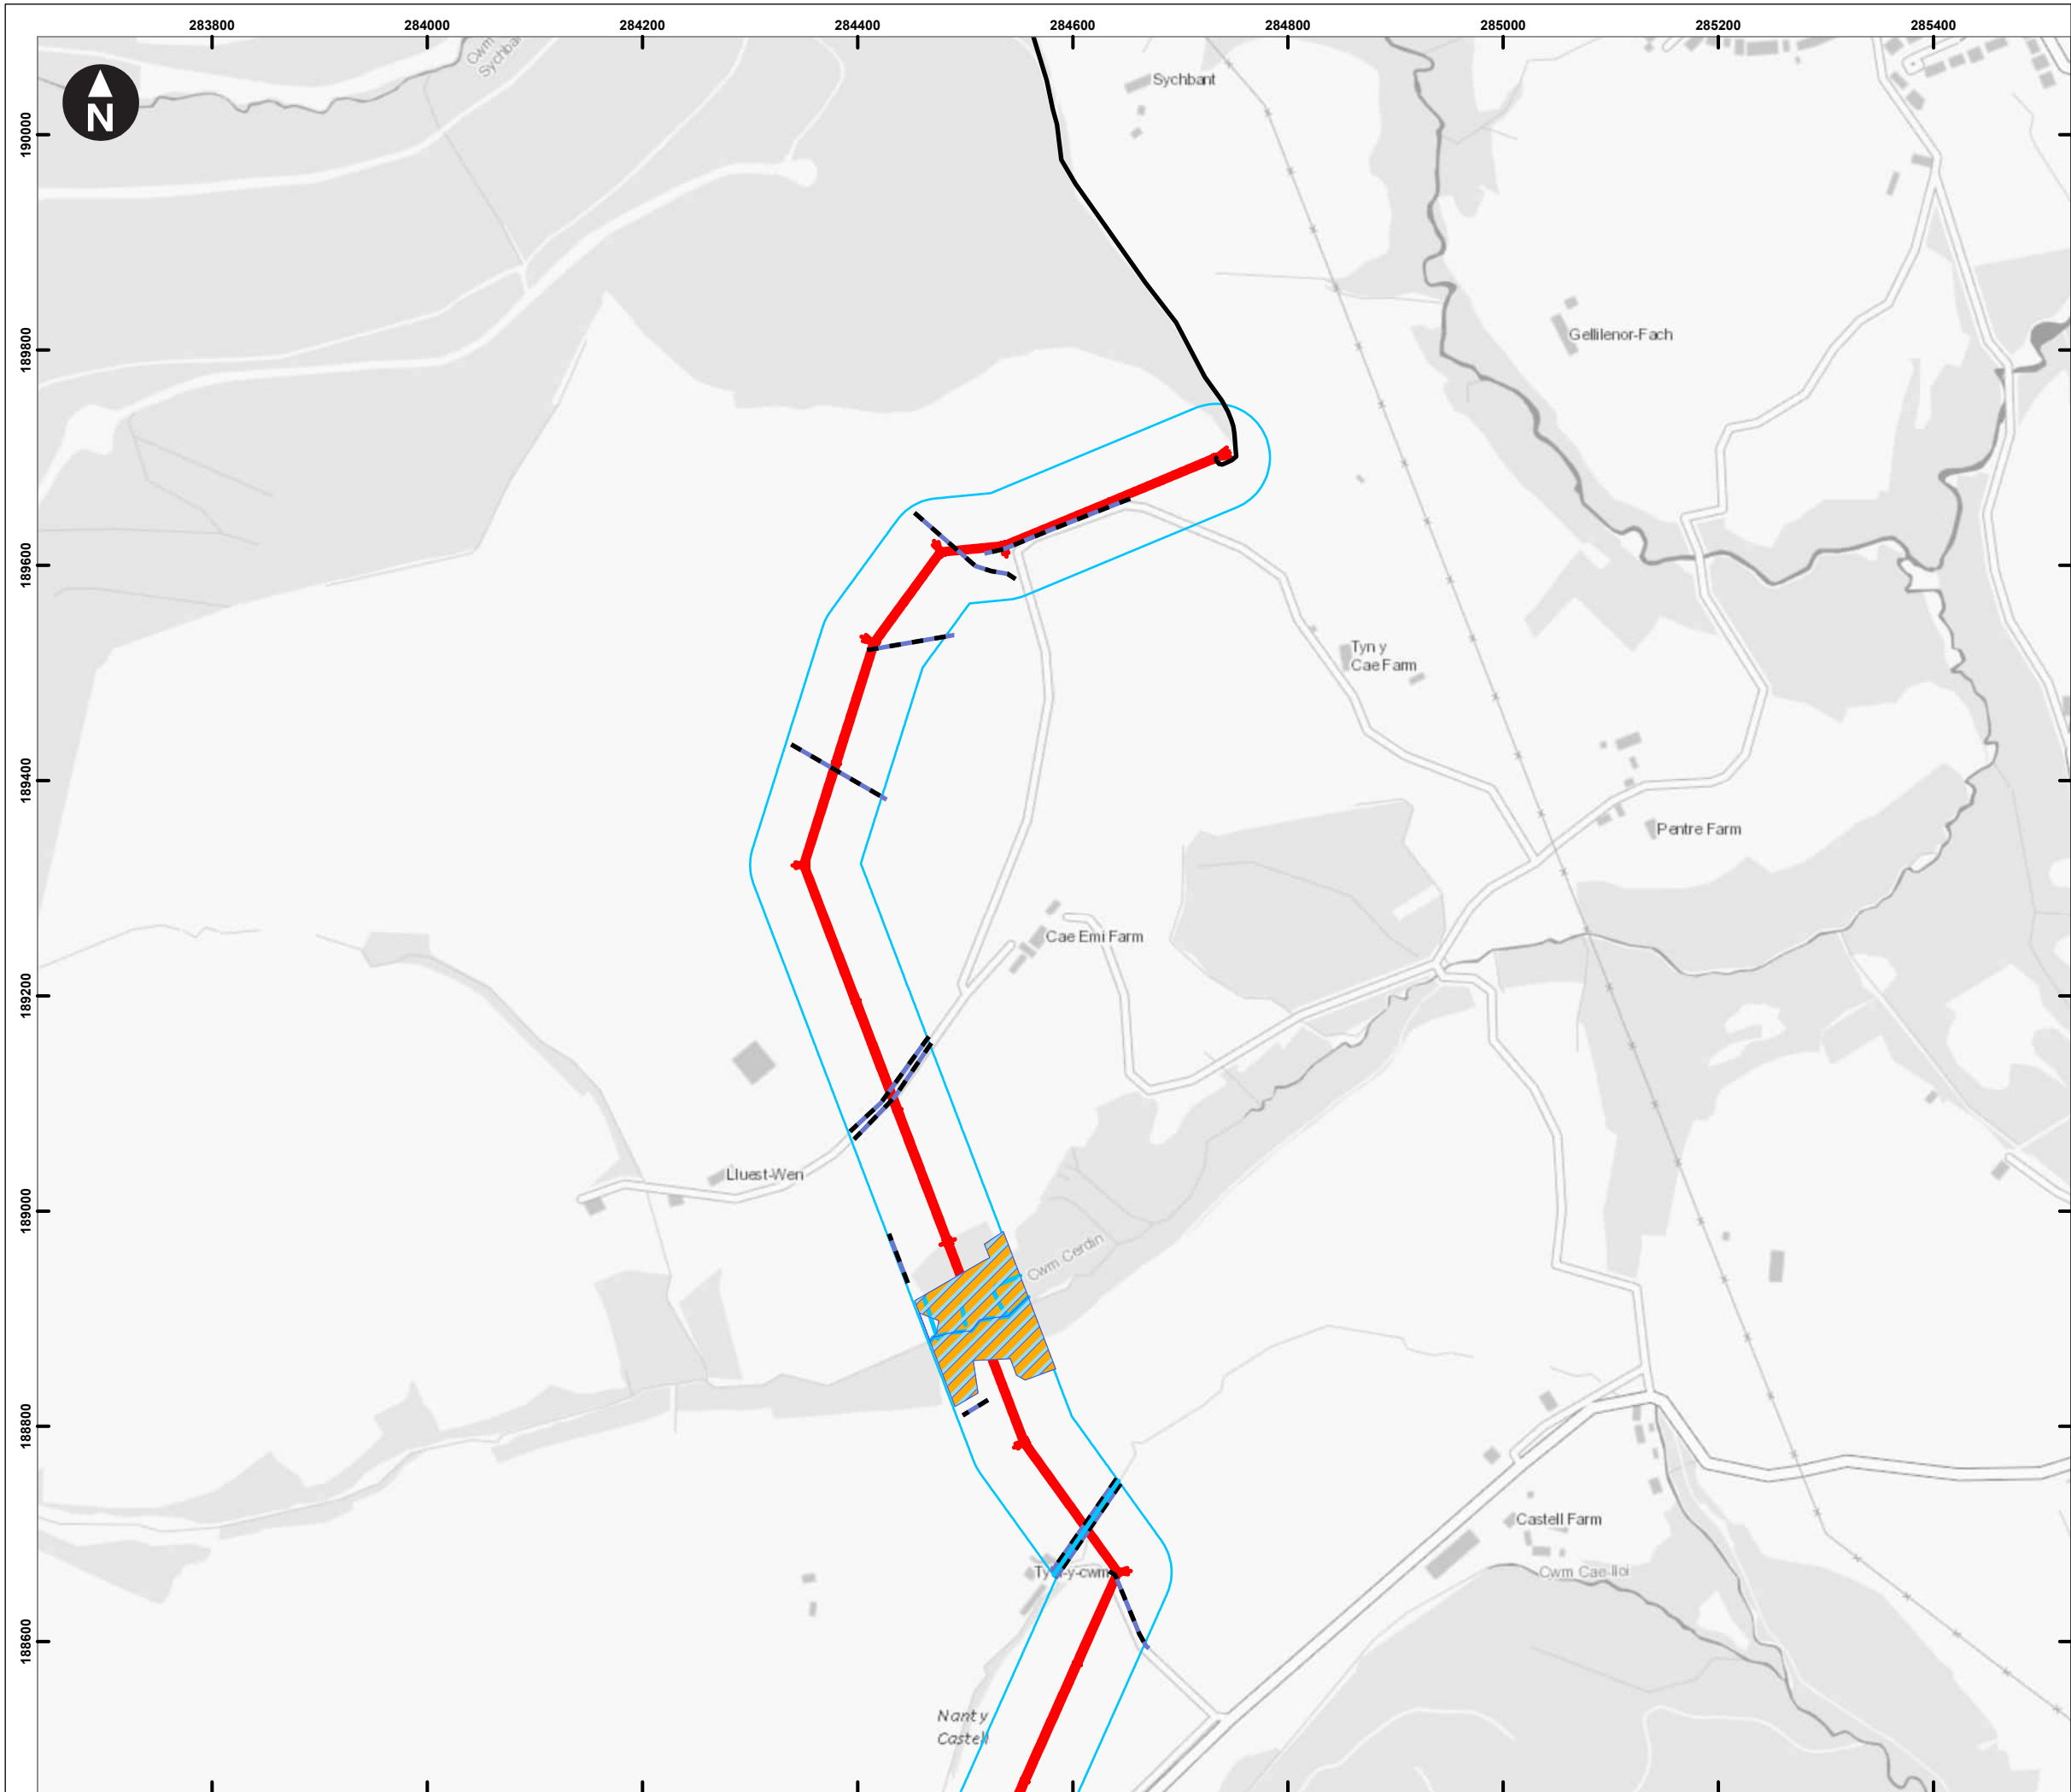 283800 284000 284200 284400 284600 284800 285000 285200 285400
Cwm
Sychbant
N
Sychbant
190000
189800
Gellilenor-Fach
189600
Tyn y
Cae Farm
189400
Pentre Farm
Cae Emi Farm
189200
Lluest-Wen
189000
Cwm Cerdin
188800
Castell Farm
Cwm Cae-lloi
188600
Nant y
Castell